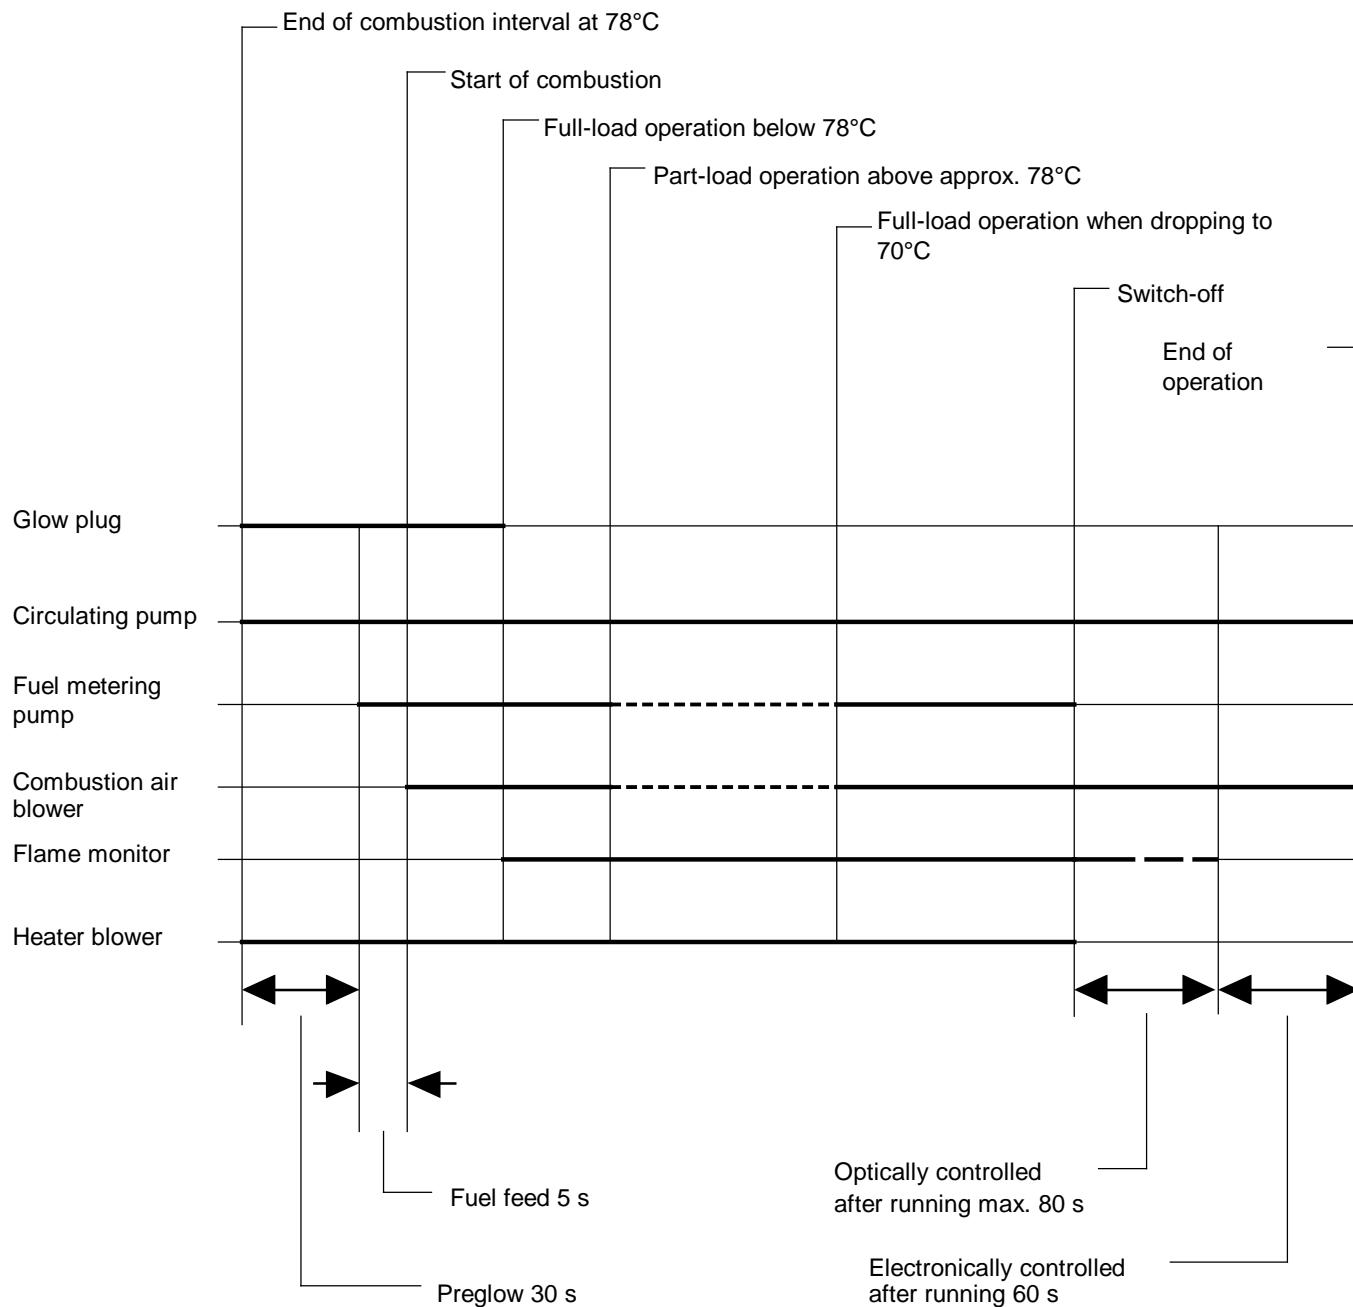 End of combustion interval at 78°C
Start of combustion
Full-load operation below 78°C
Part-load operation above approx. 78°C
Full-load operation when dropping to
70°C
Switch-off
End of
operation
Glow plug
Circulating pump
Fuel metering
pump
Combustion air
blower
Flame monitor
Heater blower
Optically controlled
after running max. 80 s
Fuel feed 5 s
Electronically controlled
after running 60 s
Preglow 30 s